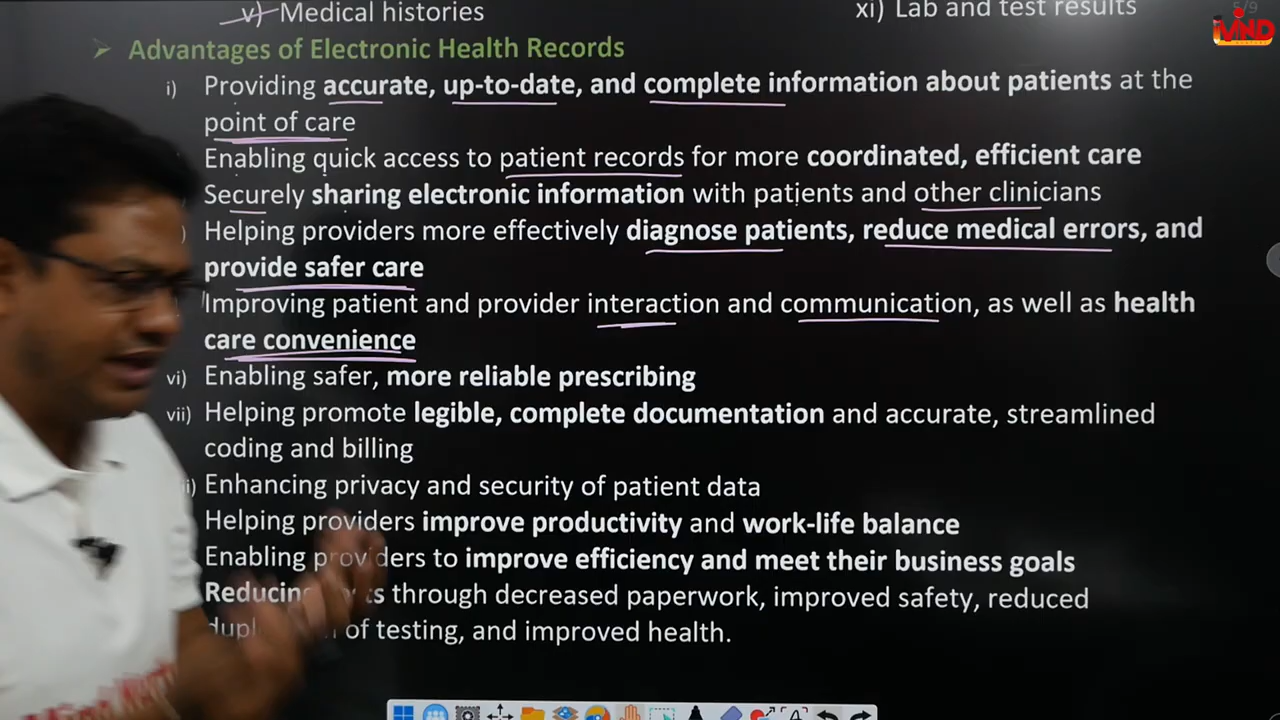 v) Medical histories
xi) Lab and test results
5/9
MIND
➢ Advantages of Electronic Health Records
i) Providing accurate, up-to-date, and complete information about patients at the
point of care
Enabling quick access to patient records for more coordinated, efficient care
Securely sharing electronic information with patients and other clinicians
) Helping providers more effectively diagnose patients, reduce medical errors, and
provide safer care
Improving patient and provider interaction and communication, as well as health
care convenience
vi) Enabling safer, more reliable prescribing
vii) Helping promote legible, complete documentation and accurate, streamlined
coding and billing
i) Enhancing privacy and security of patient data
Helping providers improve productivity and work-life balance
Enabling providers to improve efficiency and meet their business goals
through decreased paperwork, improved safety, reduced
of testing, and improved health.